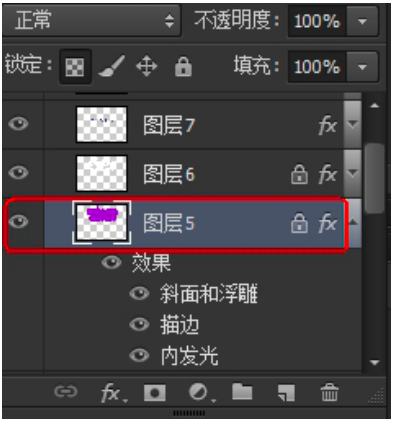 正常 不透明度: 100%
锁定: 填充: 100%
图层7 fx
图层6 fx
图层5 fx
效果
斜面和浮雕
描边
内发光
fx.